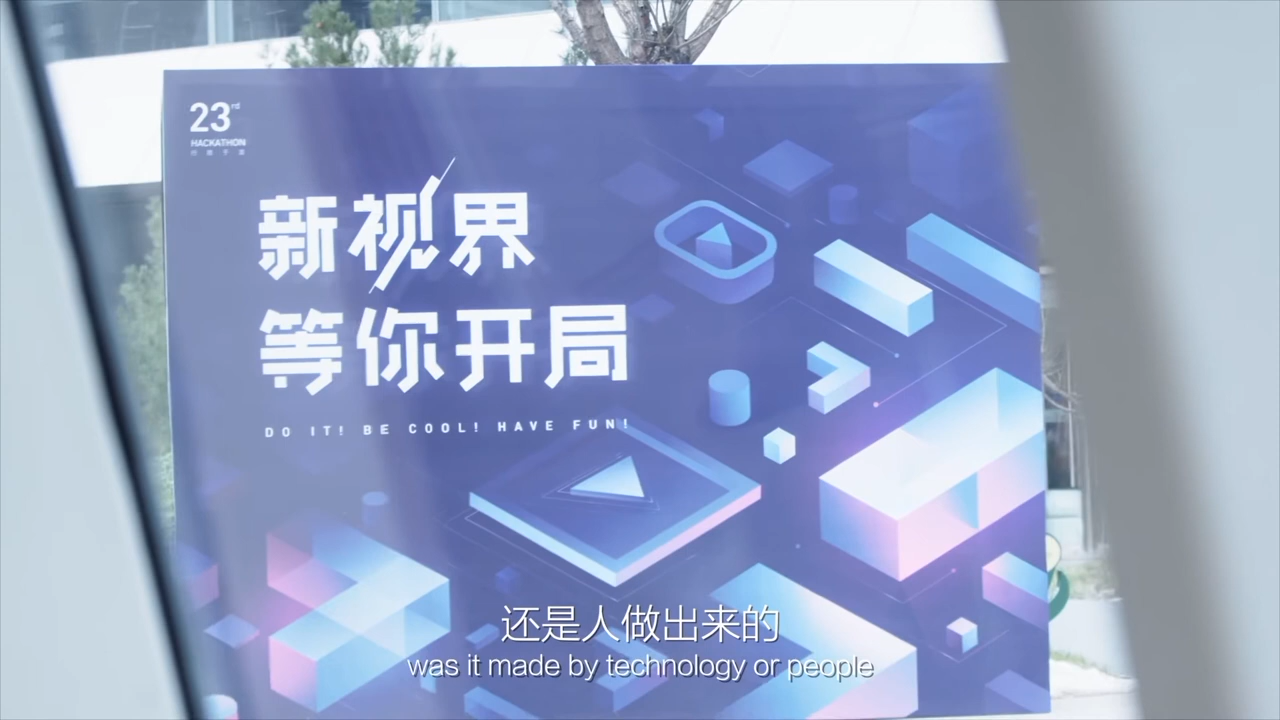 23rd
HACKATHON
新视界
等你开局
DO IT! BE COOL! HAVE FUN!
还是人做出来的
was it made by technology or people